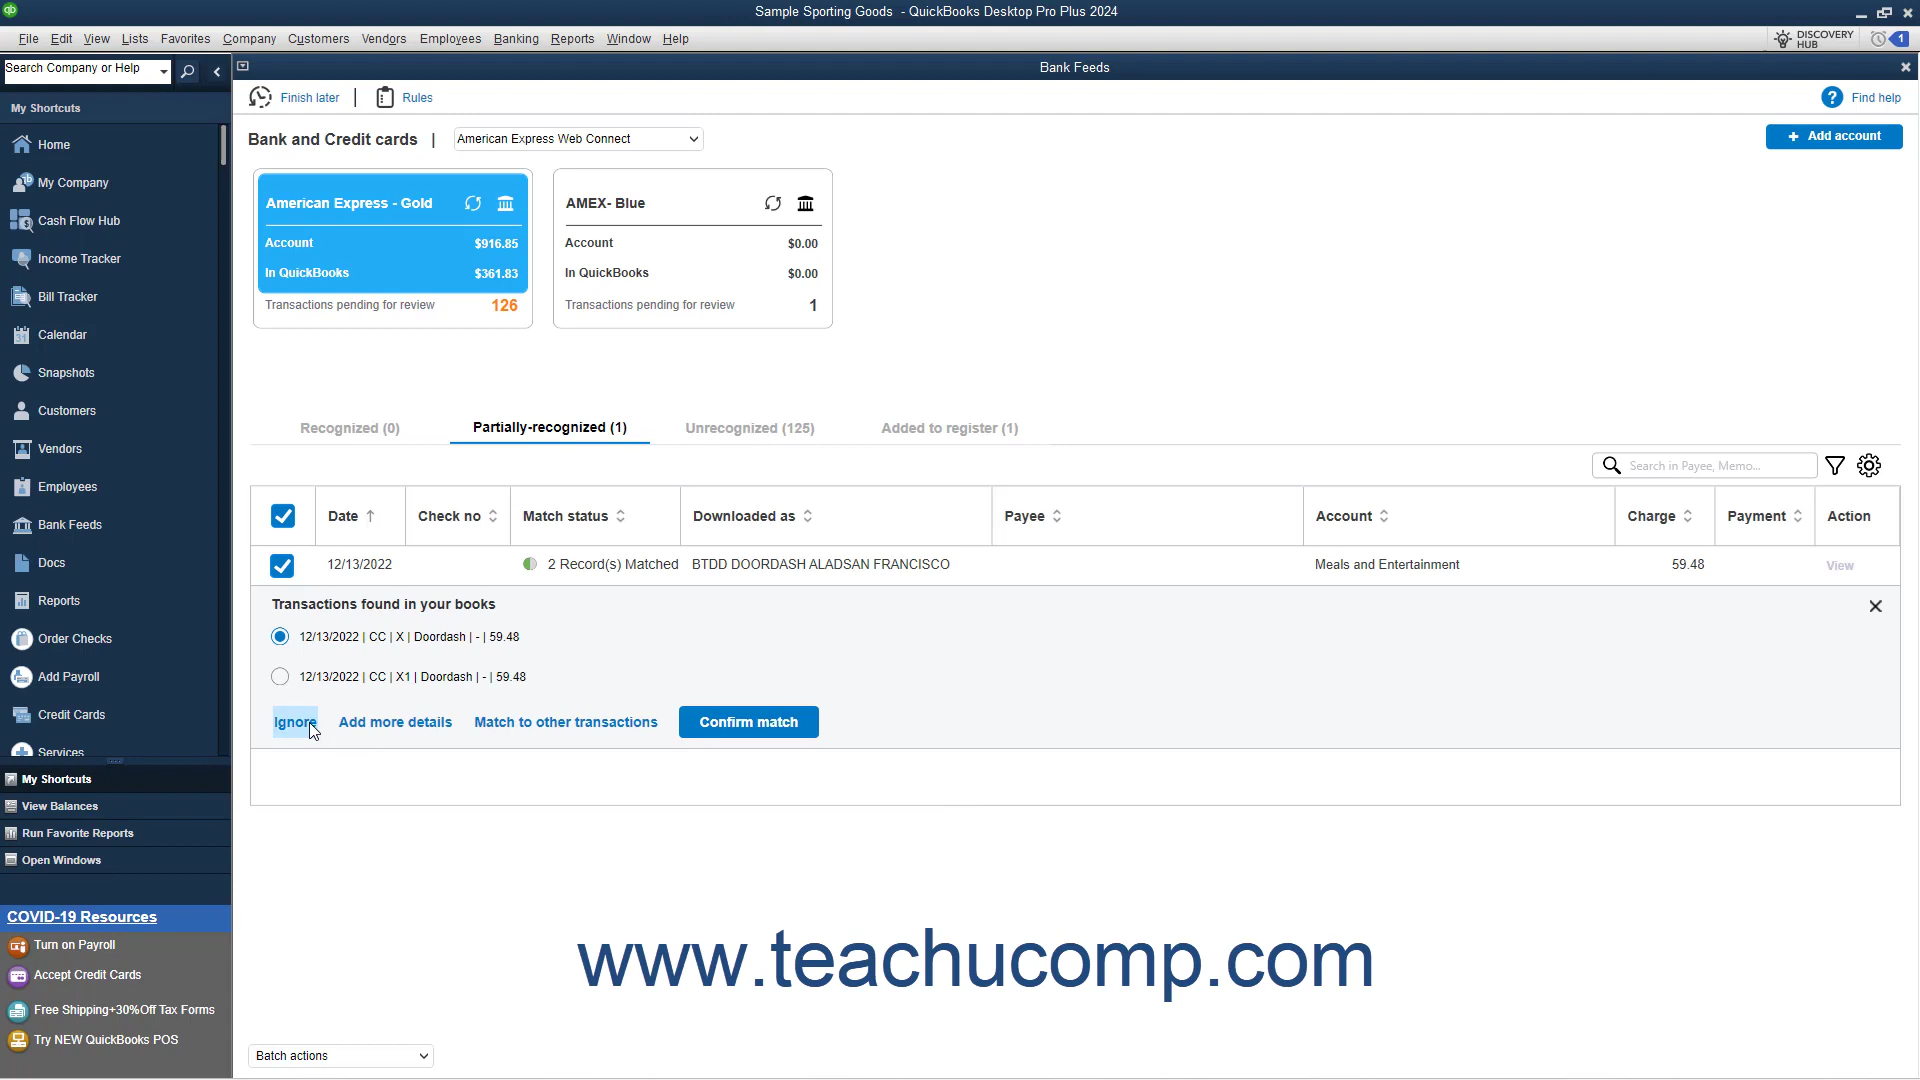 Sample Sporting Goods - QuickBooks Desktop Pro Plus 2024
File Edit View Lists Favorites Company Customers Vendors Employees Banking Reports Window Help
DISCOVERY HUB
1
Search Company or Help
Bank Feeds
Finish later | Rules
Find help
My Shortcuts
Home
My Company
Cash Flow Hub
Income Tracker
Bill Tracker
Calendar
Snapshots
Customers
Vendors
Employees
Bank Feeds
Docs
Reports
Order Checks
Add Payroll
Credit Cards
Services
My Shortcuts
View Balances
Run Favorite Reports
Open Windows
COVID-19 Resources
Turn on Payroll
Accept Credit Cards
Free Shipping+30%Off Tax Forms
Try NEW QuickBooks POS
Bank and Credit cards | American Express Web Connect
+ Add account
American Express - Gold
Account $916.85
In QuickBooks $361.83
Transactions pending for review 126
AMEX- Blue
Account $0.00
In QuickBooks $0.00
Transactions pending for review 1
Recognized (0) Partially-recognized (1) Unrecognized (125) Added to register (1)
Search in Payee, Memo...
Date Check no Match status Downloaded as Payee Account Charge Payment Action
12/13/2022 2 Record(s) Matched BTDD DOORDASH ALADSAN FRANCISCO Meals and Entertainment 59.48 View
Transactions found in your books
12/13/2022 | CC | X | Doordash | - | 59.48
12/13/2022 | CC | X1 | Doordash | - | 59.48
Ignore Add more details Match to other transactions Confirm match
www.teachucomp.com
Batch actions